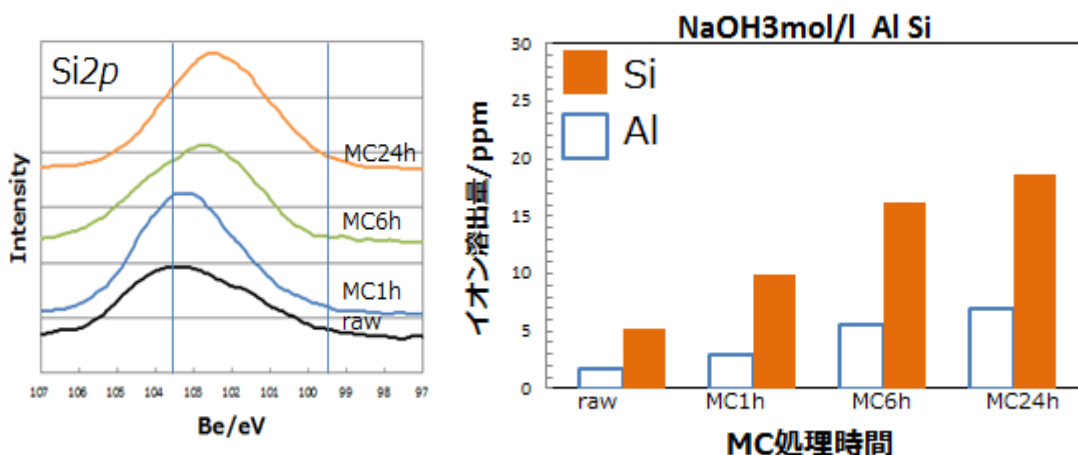 Si2p
MC24h
MC6h
MC1h
raw
Intensity
107 106 105 104 103 102 101 100 99 98 97
Be/eV
NaOH3mol/l Al Si
Si
Al
イオン溶出量/ppm
30
25
20
15
10
5
0
raw MC1h MC6h MC24h
MC処理時間